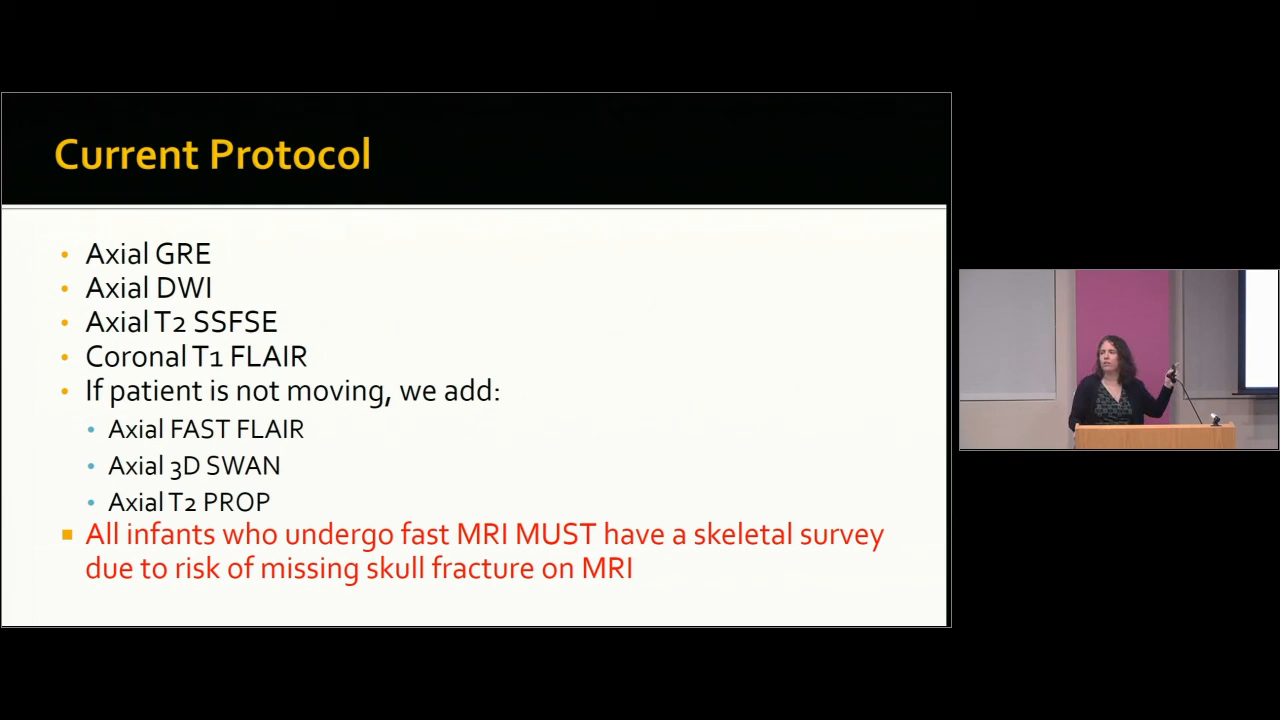 Current Protocol
• Axial GRE
• Axial DWI
• Axial T2 SSFSE
• Coronal T1 FLAIR
• If patient is not moving, we add:
• Axial FAST FLAIR
• Axial 3D SWAN
• Axial T2 PROP
▪ All infants who undergo fast MRI MUST have a skeletal survey
due to risk of missing skull fracture on MRI